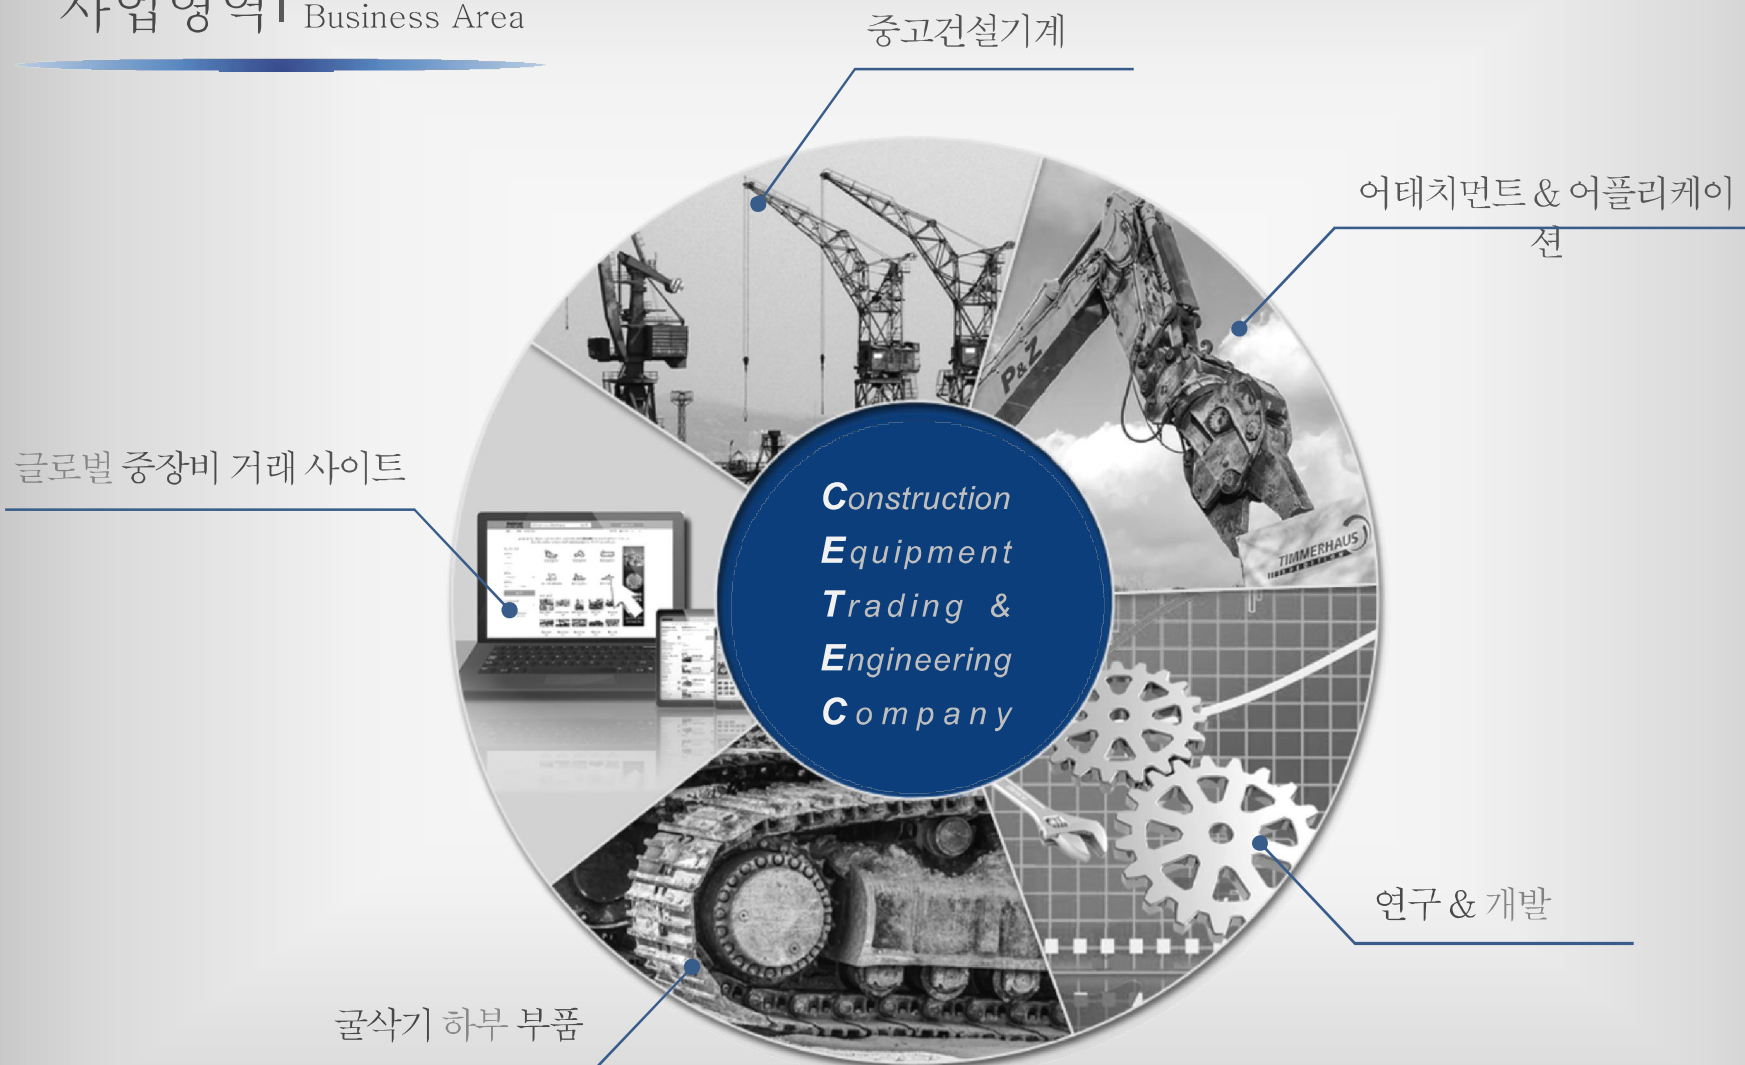 사업영역| Business Area
중고건설기계
어태치먼트 & 어플리케이
션
글로벌 중장비 거래 사이트
Construction
Equipment
Trading &
Engineering
Company
P&Z
TIMMERHAUS
연구 & 개발
굴삭기 하부 부품